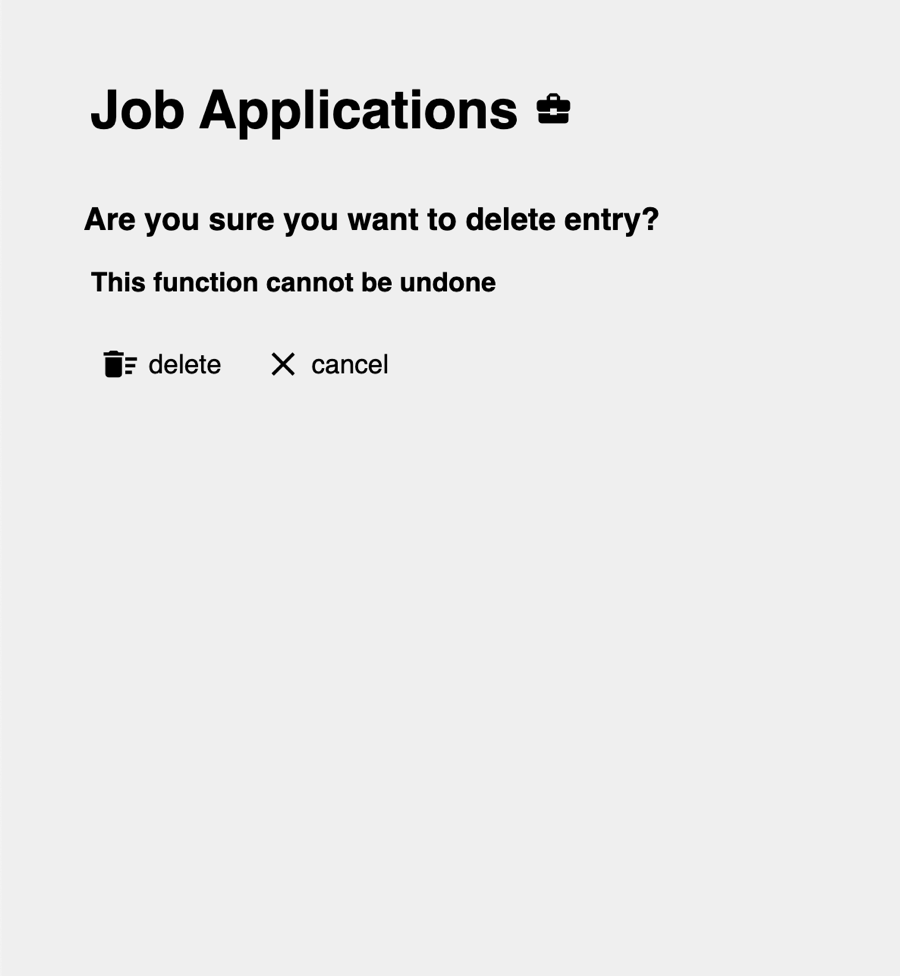 Job Applications
Are you sure you want to delete entry?
This function cannot be undone
delete cancel